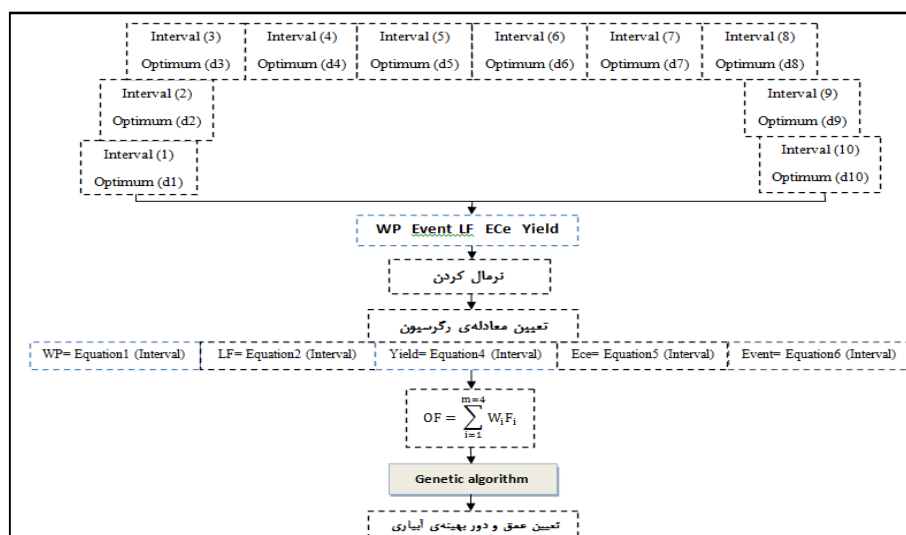 Interval (3) Interval (4) Interval (5) Interval (6) Interval (7) Interval (8)
Optimum (d3) Optimum (d4) Optimum (d5) Optimum (d6) Optimum (d7) Optimum (d8)
Interval (2) Interval (9)
Optimum (d2) Optimum (d9)
Interval (1) Interval (10)
Optimum (d1) Optimum (d10)
WP Event LF ECe Yield
نرمال کردن
تعیین معادله‌ی رگرسیون
WP= Equation1 (Interval) LF= Equation2 (Interval) Yield= Equation4 (Interval) Ece= Equation5 (Interval) Event= Equation6 (Interval)
m=4
OF = ∑ WᵢFᵢ
i=1
Genetic algorithm
تعیین عمق و دور بهینه‌ی آبیاری